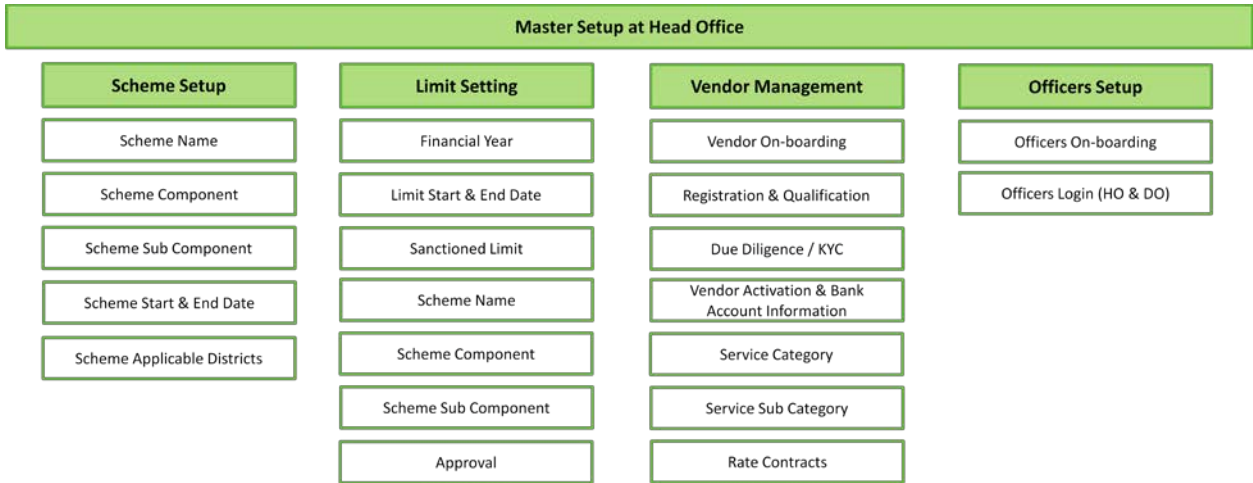 Master Setup at Head Office
Scheme Setup
Scheme Name
Scheme Component
Scheme Sub Component
Scheme Start & End Date
Scheme Applicable Districts
Limit Setting
Financial Year
Limit Start & End Date
Sanctioned Limit
Scheme Name
Scheme Component
Scheme Sub Component
Approval
Vendor Management
Vendor On-boarding
Registration & Qualification
Due Diligence / KYC
Vendor Activation & Bank
Account Information
Service Category
Service Sub Category
Rate Contracts
Officers Setup
Officers On-boarding
Officers Login (HO & DO)